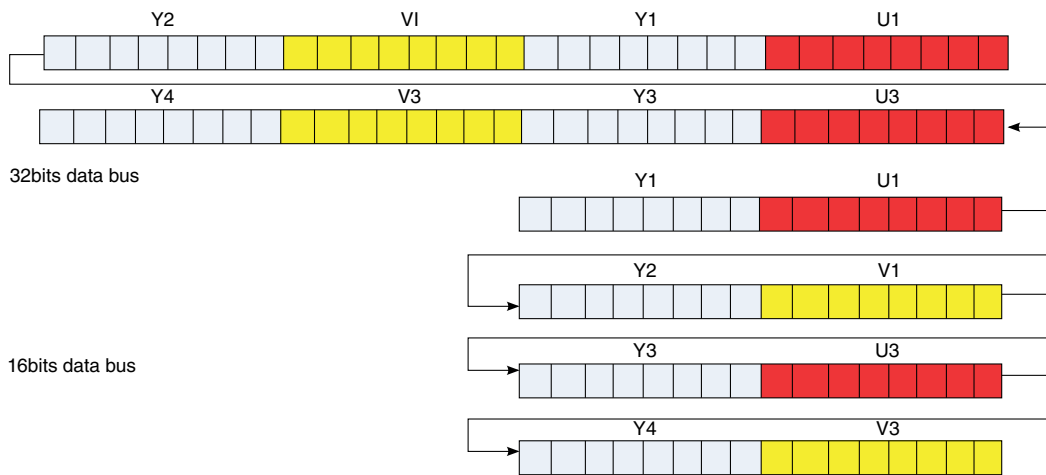 Y2 VI Y1 U1
Y4 V3 Y3 U3
32bits data bus
Y1 U1
Y2 V1
16bits data bus
Y3 U3
Y4 V3